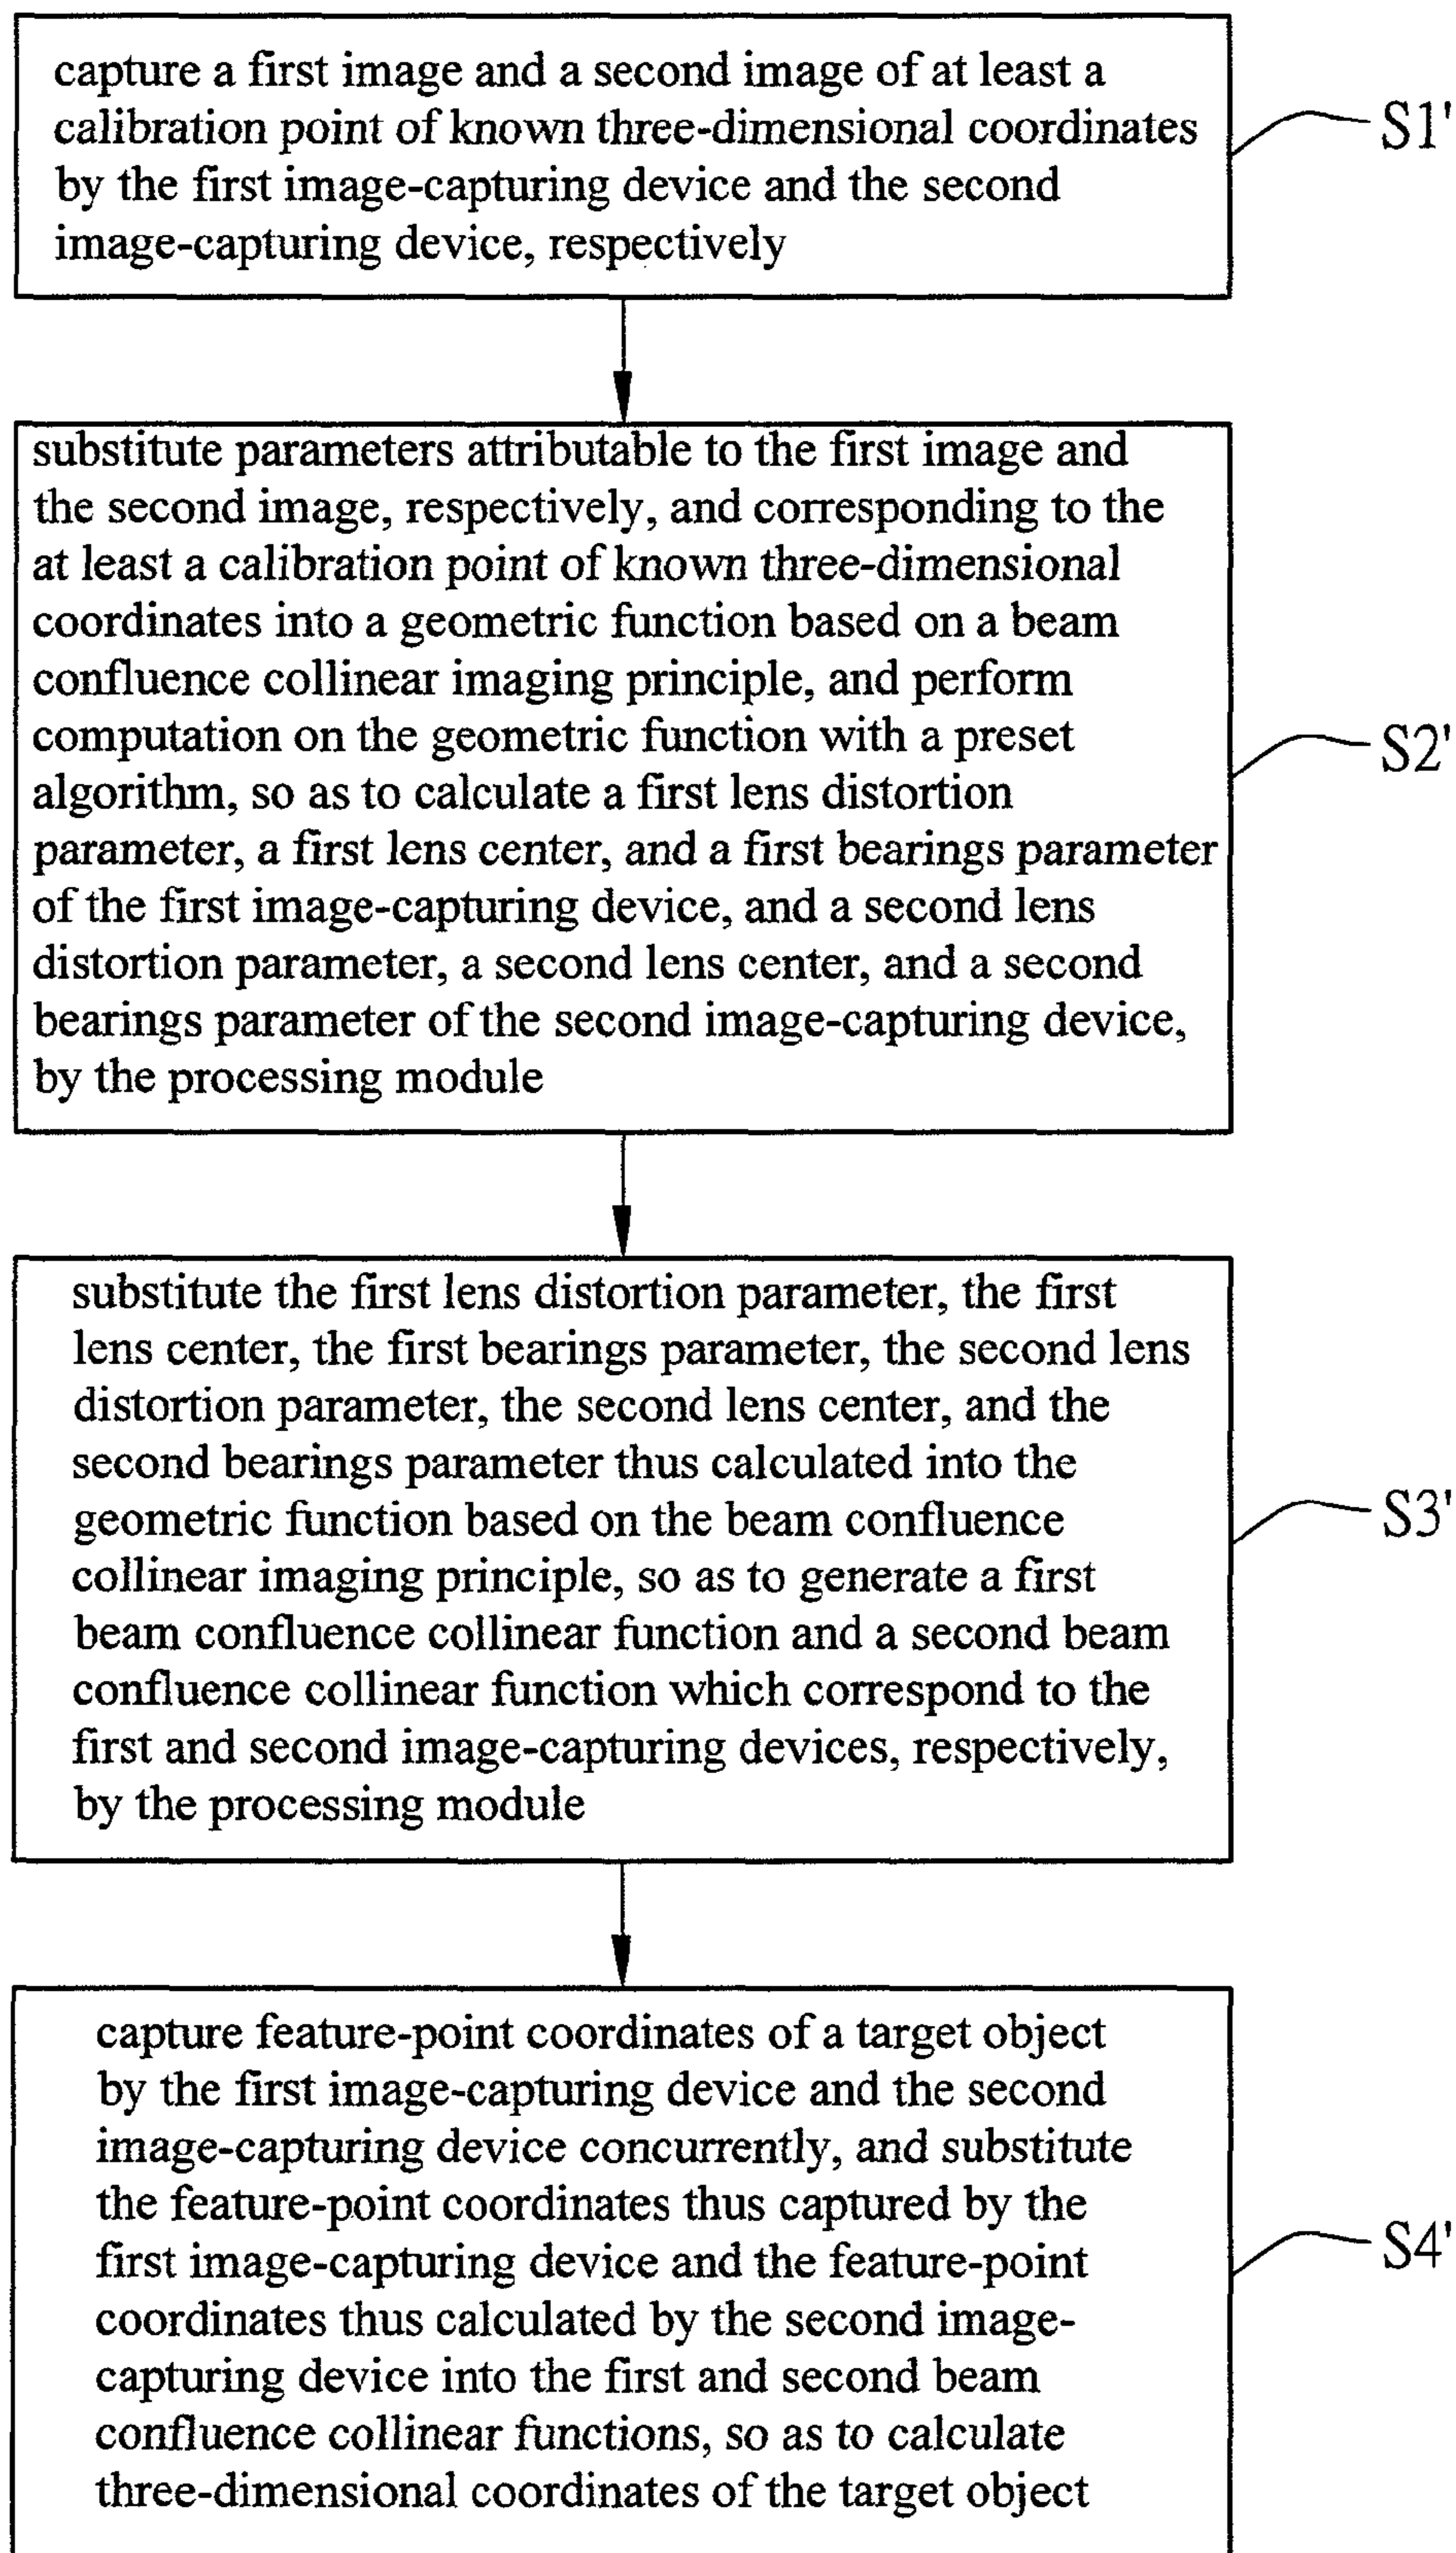 capture a first image and a second image of at least a
calibration point of known three-dimensional coordinates
by the first image-capturing device and the second
image-capturing device, respectively
S1'
substitute parameters attributable to the first image and
the second image, respectively, and corresponding to the
at least a calibration point of known three-dimensional
coordinates into a geometric function based on a beam
confluence collinear imaging principle, and perform
computation on the geometric function with a preset
algorithm, so as to calculate a first lens distortion
parameter, a first lens center, and a first bearings parameter
of the first image-capturing device, and a second lens
distortion parameter, a second lens center, and a second
bearings parameter of the second image-capturing device,
by the processing module
S2'
substitute the first lens distortion parameter, the first
lens center, the first bearings parameter, the second lens
distortion parameter, the second lens center, and the
second bearings parameter thus calculated into the
geometric function based on the beam confluence
collinear imaging principle, so as to generate a first
beam confluence collinear function and a second beam
confluence collinear function which correspond to the
first and second image-capturing devices, respectively,
by the processing module
S3'
capture feature-point coordinates of a target object
by the first image-capturing device and the second
image-capturing device concurrently, and substitute
the feature-point coordinates thus captured by the
first image-capturing device and the feature-point
coordinates thus calculated by the second image-
capturing device into the first and second beam
confluence collinear functions, so as to calculate
three-dimensional coordinates of the target object
S4'